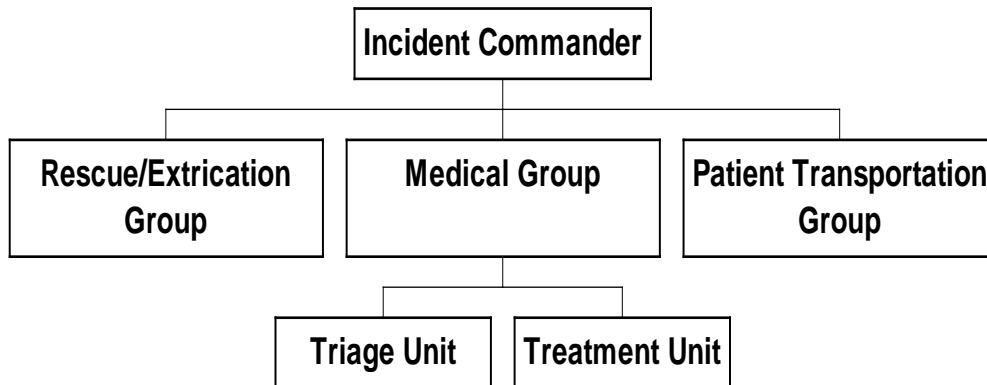 Incident Commander
Rescue/Extrication
Group
Medical Group
Patient Transportation
Group
Triage Unit
Treatment Unit